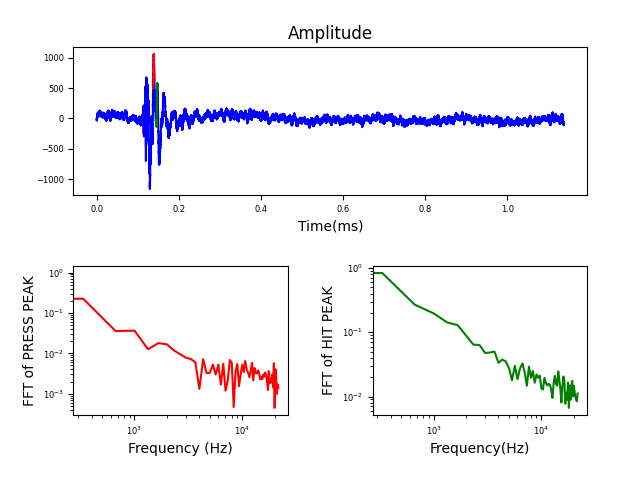 Amplitude
1000
500
0
−500
−1000
0.0 0.2 0.4 0.6 0.8 1.0
Time(ms)
FFT of PRESS PEAK
10⁰
10⁻¹
10⁻²
10⁻³
10³ 10⁴
Frequency (Hz)
FFT of HIT PEAK
10⁰
10⁻¹
10⁻²
10³ 10⁴
Frequency(Hz)